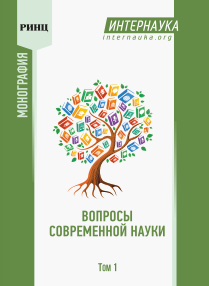 РИНЦ
ИНТЕРНАУКА
internauka.org
МОНОГРАФИЯ
ВОПРОСЫ
СОВРЕМЕННОЙ НАУКИ
Том 1